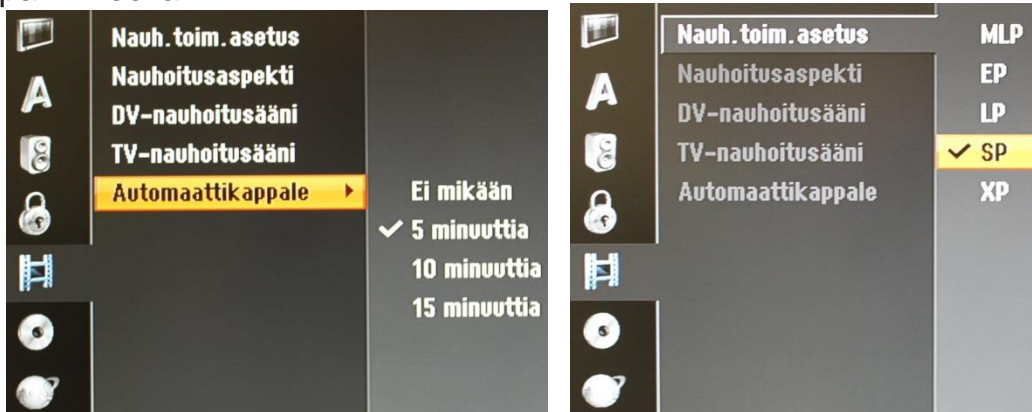 Nauh.toim.asetus
Nauhoitusaspekti
DV-nauhoitusääni
TV-nauhoitusääni
Automaattikappale
Ei mikään
5 minuuttia
10 minuuttia
15 minuuttia
Nauh.toim.asetus
Nauhoitusaspekti
DV-nauhoitusääni
TV-nauhoitusääni
Automaattikappale
MLP
EP
LP
SP
XP